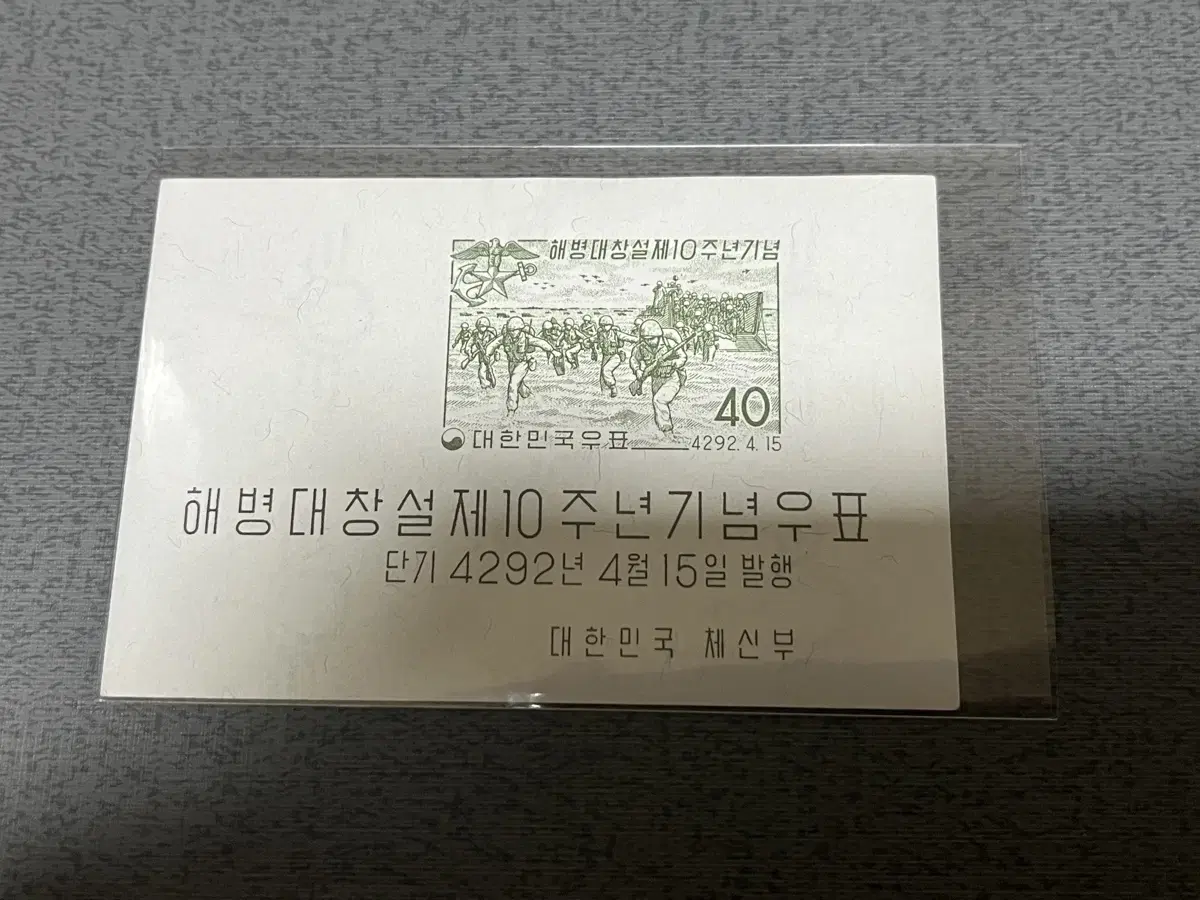 해병대창설제10주년기념
40
대한민국우표
4292.4.15
해병대창설제10주년기념우표
단기 4292년 4월 15일 발행
대한민국 체신부